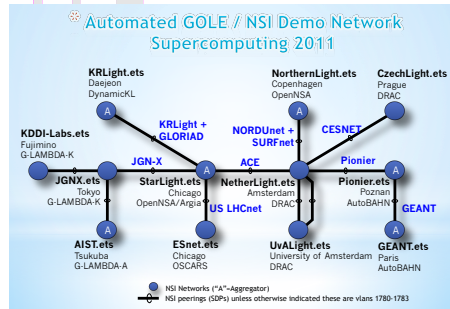 * Automated GOLE / NSI Demo Network
Supercomputing 2011
KRLight.ets
Daejeon
DynamicKL
NorthernLight.ets
Copenhagen
OpenNSA
CzechLight.ets
Prague
DRAC
A
A
KDDI-Labs.ets
Fujimino
G-LAMBDA-K
KRLight +
GLORIAD
NORDUnet +
SURFnet
CESNET
JGN-X
ACE
Pionier
A
A
A
JGNX.ets
Tokyo
G-LAMBDA-K
StarLight.ets
Chicago
OpenNSA/Argia
NetherLight.ets
Amsterdam
DRAC
Pionier.ets
Poznan
AutoBAHN
US LHCnet
GEANT
A
A
AIST.ets
Tsukuba
G-LAMBDA-A
ESnet.ets
Chicago
OSCARS
UvALight.ets
University of Amsterdam
DRAC
GEANT.ets
Paris
AutoBAHN
NSI Networks ("A"=Aggregator)
NSI peerings (SDPs) unless otherwise indicated these are vlans 1780-1783